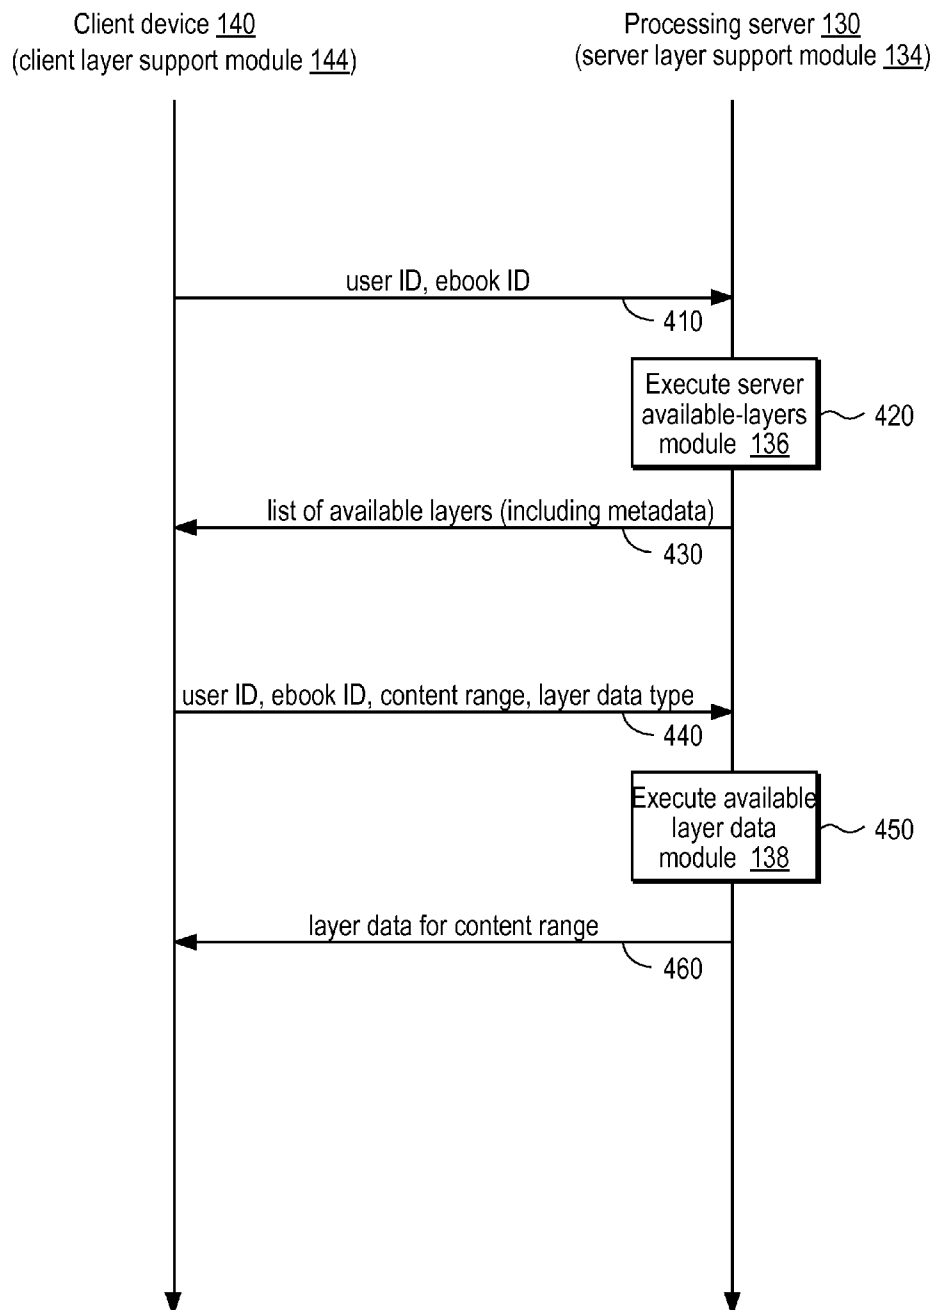 Client device 140
(client layer support module 144)
Processing server 130
(server layer support module 134)
user ID, ebook ID
410
Execute server
available-layers
module 136
420
list of available layers (including metadata)
430
user ID, ebook ID, content range, layer data type
440
Execute available
layer data
module 138
450
layer data for content range
460